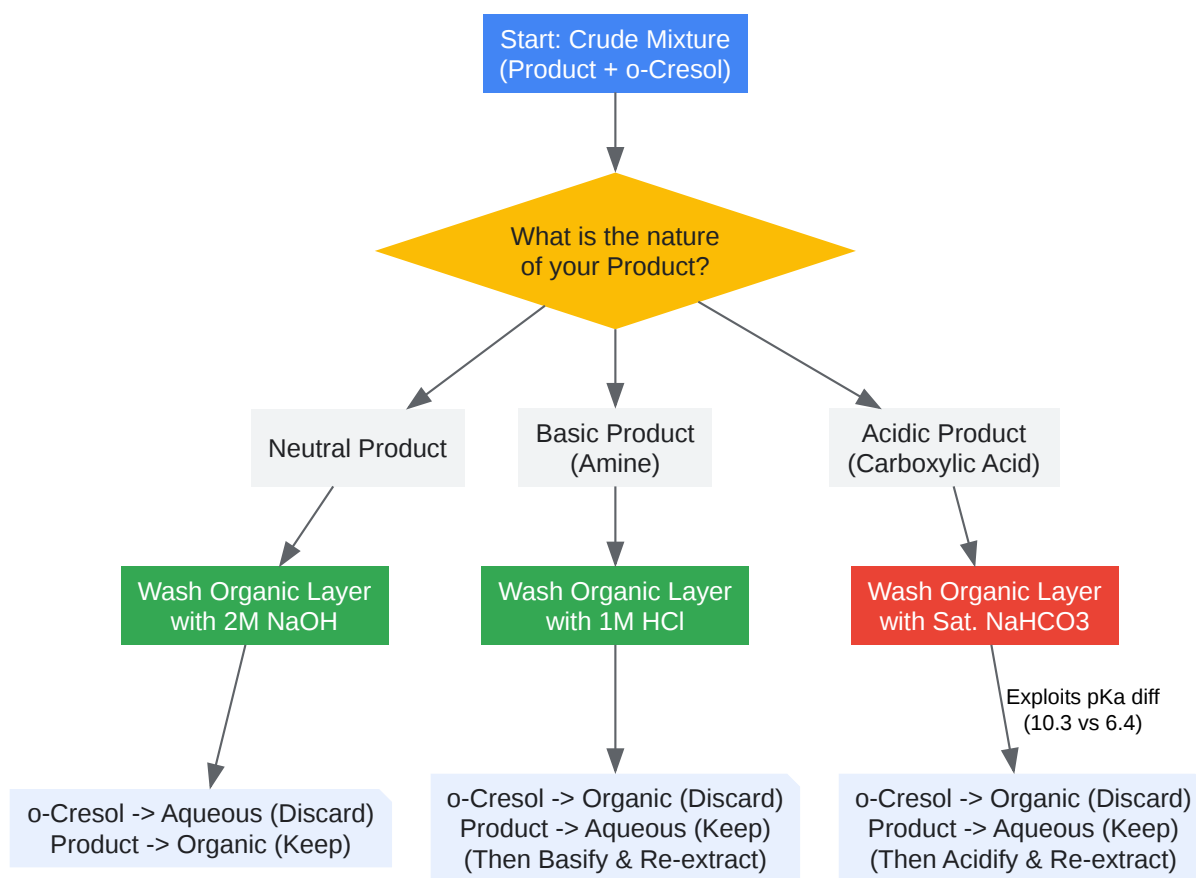 Start: Crude Mixture
(Product + o-Cresol)
What is the nature
of your Product?
Neutral Product
Basic Product
(Amine)
Acidic Product
(Carboxylic Acid)
Wash Organic Layer
with 2M NaOH
Wash Organic Layer
with 1M HCl
Wash Organic Layer
with Sat. NaHCO3
Exploits pKa diff
(10.3 vs 6.4)
o-Cresol -> Aqueous (Discard)
Product -> Organic (Keep)
o-Cresol -> Organic (Discard)
Product -> Aqueous (Keep)
(Then Basify & Re-extract)
o-Cresol -> Organic (Discard)
Product -> Aqueous (Keep)
(Then Acidify & Re-extract)